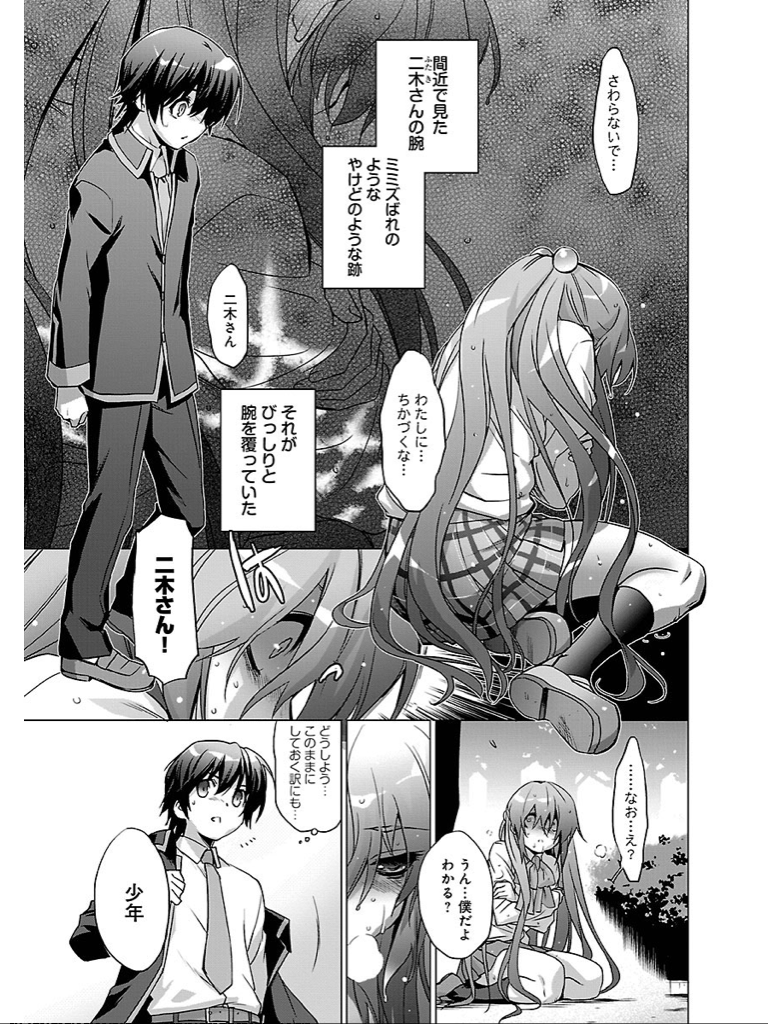 さわらないで…
間近で見た
二木さんの腕
ふたき
ミミズばれの
ような
やけどのような跡
二木さん
わたしに…
ちかづくな…
それが
びっしりと
腕を覆っていた
二木さん！
……
なお…え？
うん…僕だよ
わかる？
どうしよう…
このままに
しておく訳にも…
少年